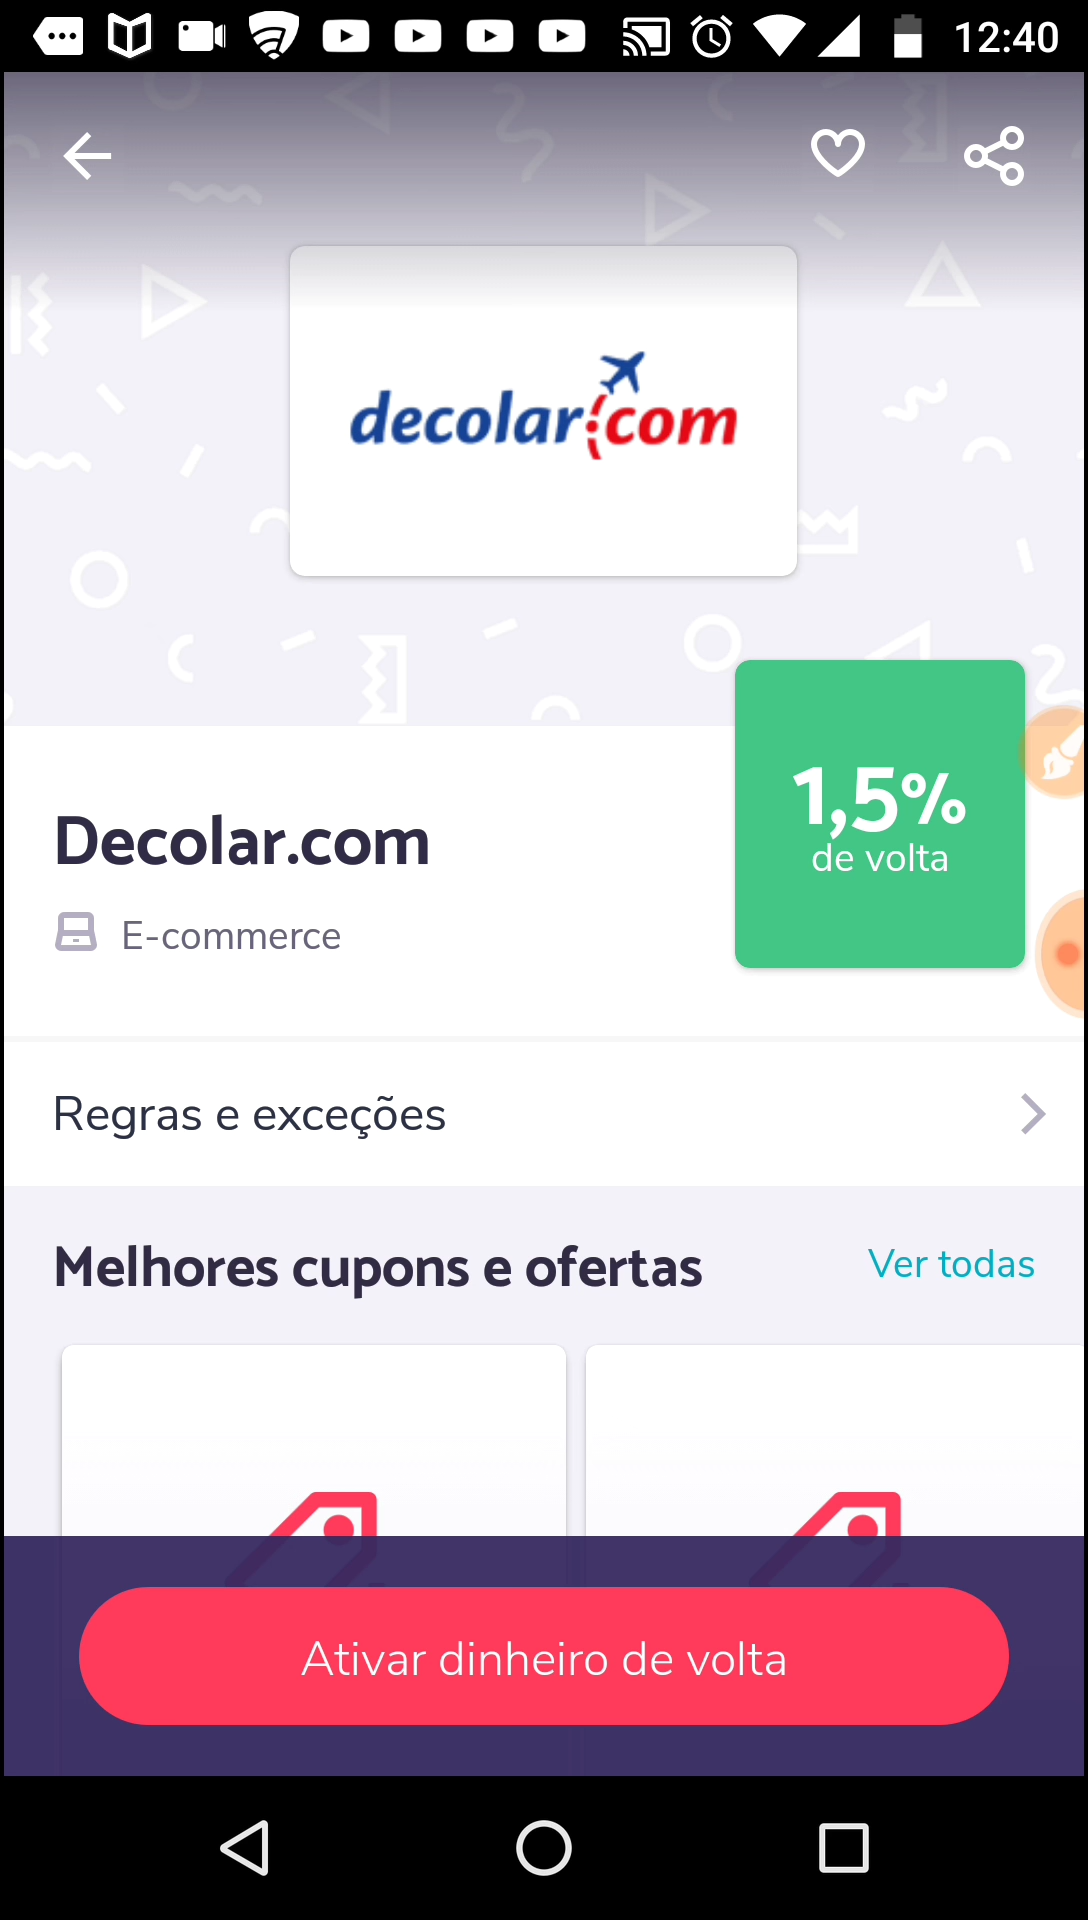 12:40
decolar.com
1,5%
de volta
Decolar.com
E-commerce
Regras e exceções
Melhores cupons e ofertas
Ver todas
Ativar dinheiro de volta